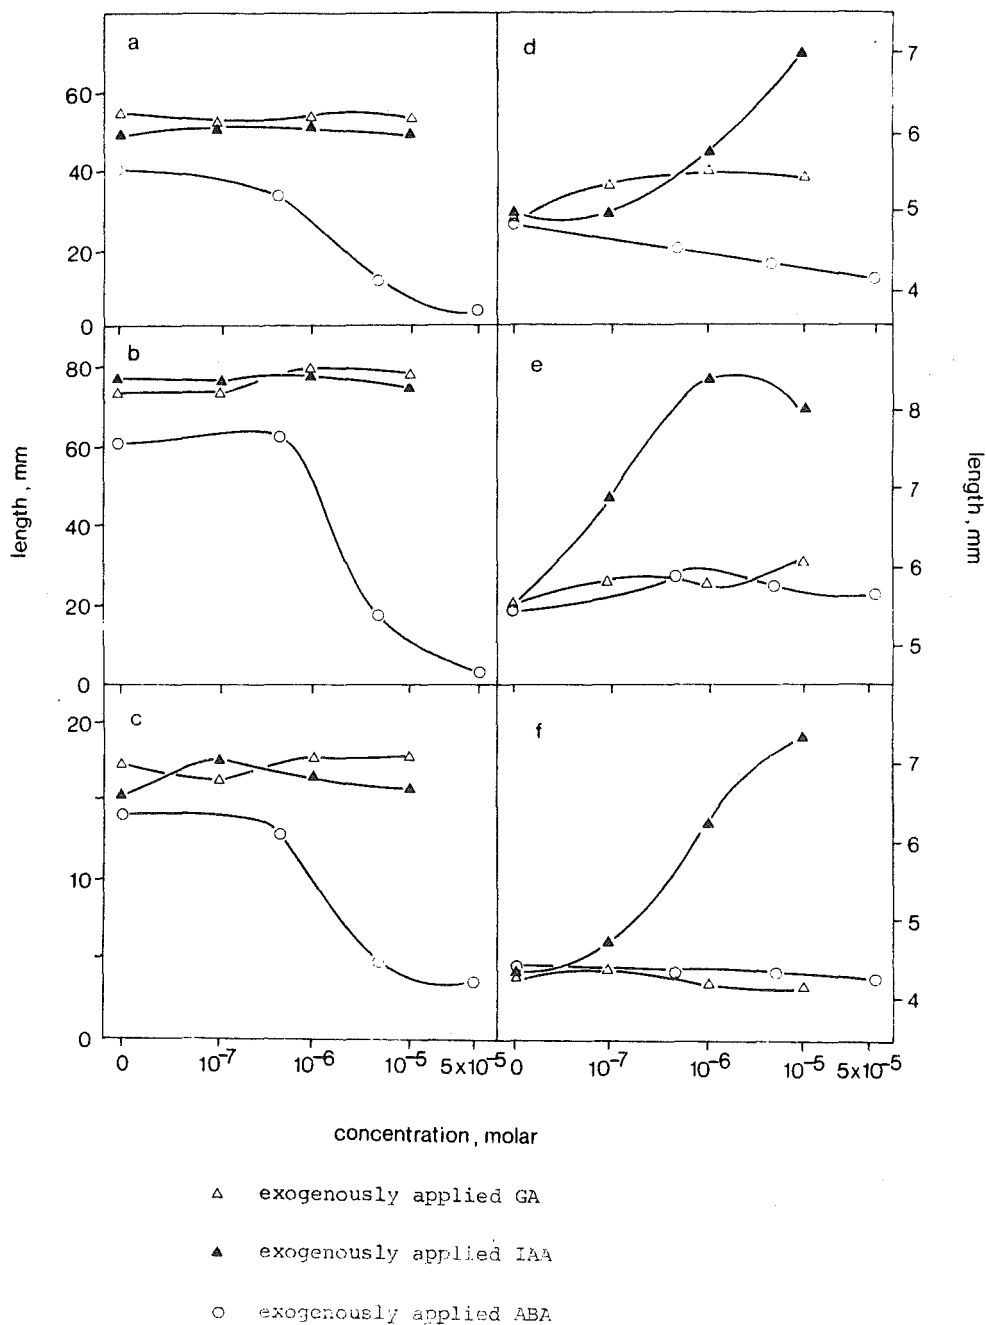 a
60
40
20
0
b
80
60
40
20
0
c
20
10
0
d
7
6
5
4
e
8
7
6
5
f
7
6
5
4
length, mm
length, mm
0 10⁻⁷ 10⁻⁶ 10⁻⁵ 5x10⁻⁵ 0 10⁻⁷ 10⁻⁶ 10⁻⁵ 5x10⁻⁵
concentration, molar
exogenously applied GA
exogenously applied IAA
exogenously applied ABA